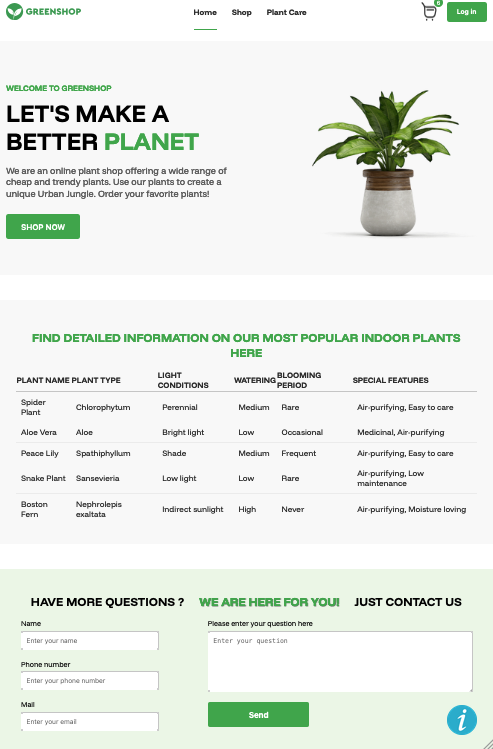 GREENSHOP
Home Shop Plant Care
6
Log In
WELCOME TO GREENSHOP
LET'S MAKE A
BETTER PLANET
We are an online plant shop offering a wide range of
cheap and trendy plants. Use our plants to create a
unique Urban Jungle. Order your favorite plants!
SHOP NOW
FIND DETAILED INFORMATION ON OUR MOST POPULAR INDOOR PLANTS
HERE
PLANT NAME PLANT TYPE LIGHT CONDITIONS WATERING BLOOMING PERIOD SPECIAL FEATURES
Spider Plant Chlorophytum Perennial Medium Rare Air-purifying, Easy to care
Aloe Vera Aloe Bright light Low Occasional Medicinal, Air-purifying
Peace Lily Spathiphyllum Shade Medium Frequent Air-purifying, Easy to care
Snake Plant Sansevieria Low light Low Rare Air-purifying, Low maintenance
Boston Fern Nephrolepis exaltata Indirect sunlight High Never Air-purifying, Moisture loving
HAVE MORE QUESTIONS ? WE ARE HERE FOR YOU! JUST CONTACT US
Name
Enter your name
Phone number
Enter your phone number
Mail
Enter your email
Please enter your question here
Enter your question
Send
i